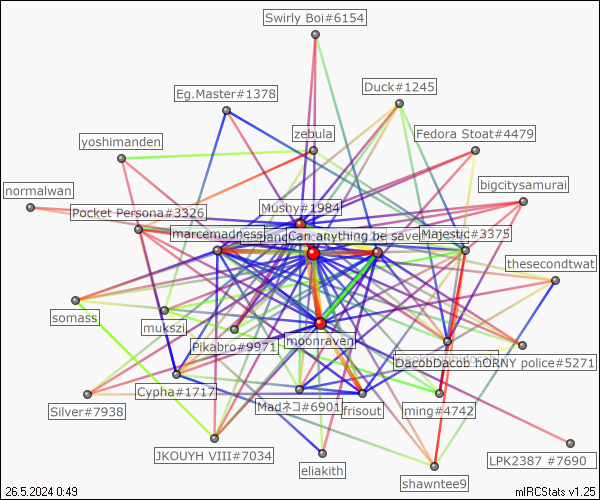 Swirly Boi#6154
Eg.Master#1378
Duck#1245
yoshimanden
zebula
Fedora Stoat#4479
normalwan
bigcitysamurai
Pocket Persona#3326
Mushy#1984
marcemadness
Can anything be save
Majestic#3375
thesecondtwat
somass
mukszi
Pikabro#9971
moonraven
DacobDacob hORNY police#5271
Silver#7938
Cypha#1717
Madネコ#6901
frisout
ming#4742
JKOUYH VIII#7034
eliakith
shawntee9
LPK2387 #7690
26.5.2024 0:49
mIRCStats v1.25